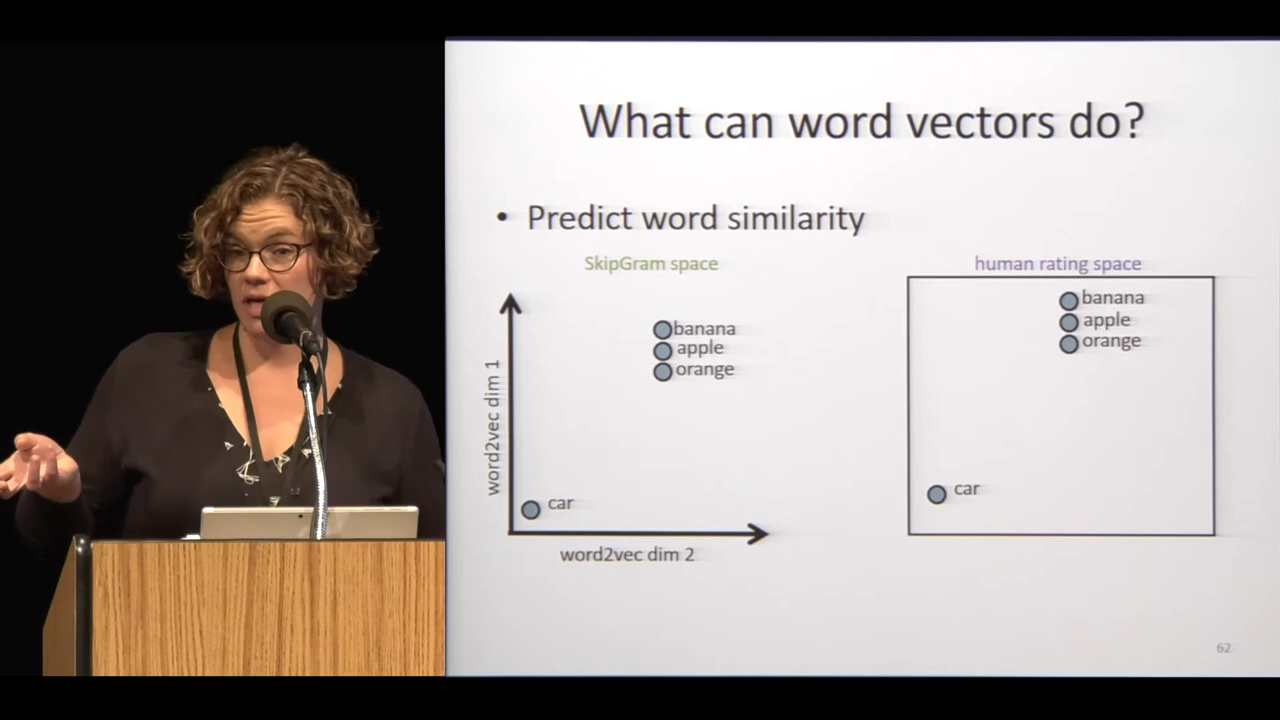 What can word vectors do?
• Predict word similarity
SkipGram space
human rating space
banana
apple
orange
car
word2vec dim 1
word2vec dim 2
banana
apple
orange
car
62